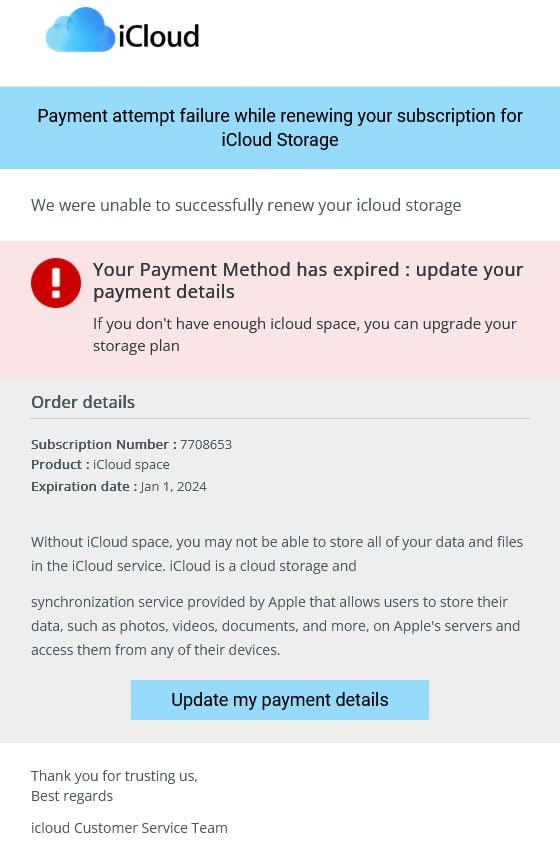 iCloud
Payment attempt failure while renewing your subscription for
iCloud Storage
We were unable to successfully renew your icloud storage
Your Payment Method has expired : update your
payment details
If you don't have enough icloud space, you can upgrade your
storage plan
Order details
Subscription Number : 7708653
Product : iCloud space
Expiration date : Jan 1, 2024
Without iCloud space, you may not be able to store all of your data and files
in the iCloud service. iCloud is a cloud storage and
synchronization service provided by Apple that allows users to store their
data, such as photos, videos, documents, and more, on Apple's servers and
access them from any of their devices.
Update my payment details
Thank you for trusting us,
Best regards
icloud Customer Service Team